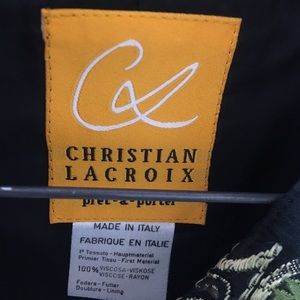 CL
CHRISTIAN
LACROIX
prêt-à-porter
MADE IN ITALY
FABRIQUE EN ITALIE
1° Tessuto - Hauptmaterial
Primier Tissu - First Material
100% VISCOSA-VISKOSE
VISCOSE-RAYON
Fodera - Futter
Doublure - Lining